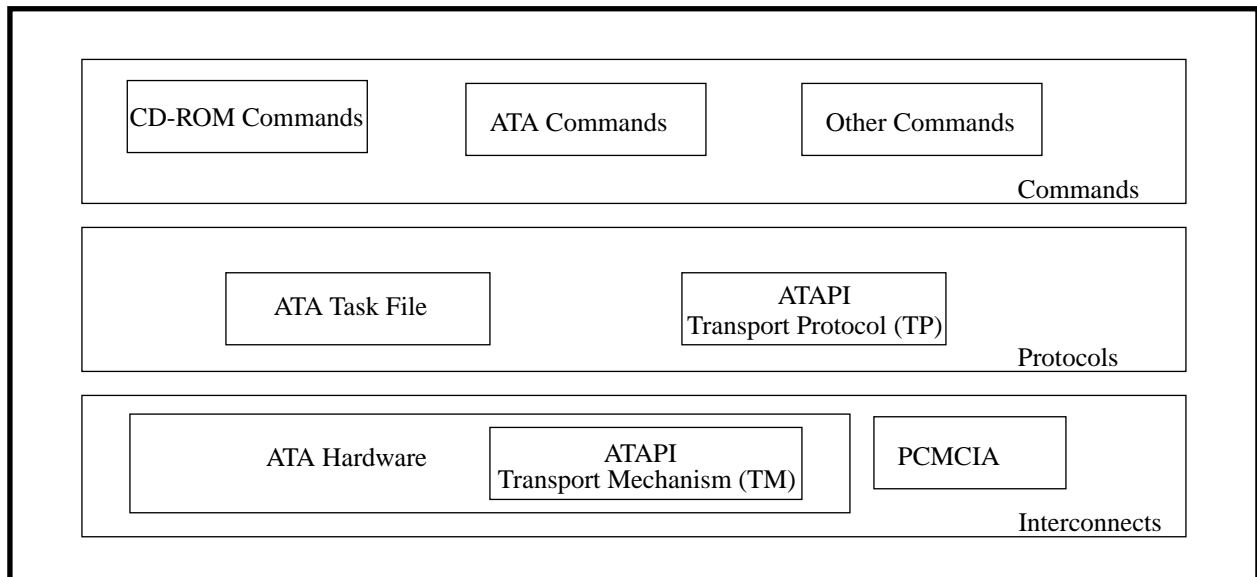 CD-ROM Commands
ATA Commands
Other Commands
Commands
ATA Task File
ATAPI
Transport Protocol (TP)
Protocols
ATA Hardware
ATAPI
Transport Mechanism (TM)
PCMCIA
Interconnects